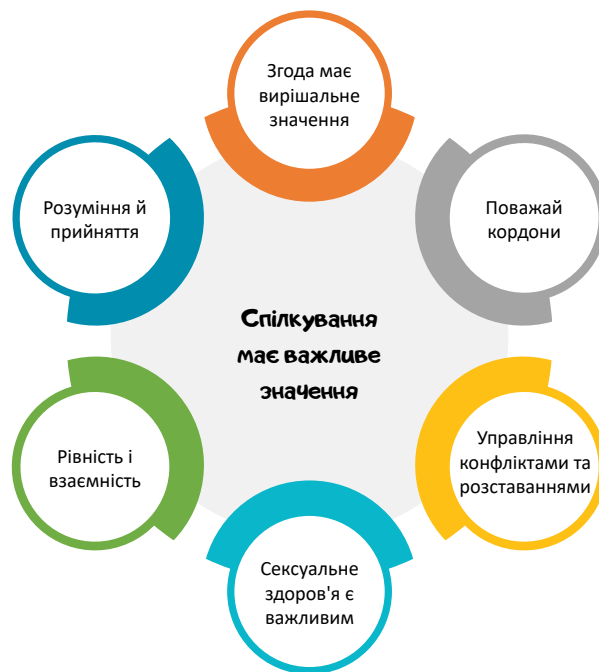 Згода має
вирішальне
значення
Розуміння й
прийняття
Поважай
кордони
Спілкування
має важливе
значення
Рівність і
взаємність
Управління
конфліктами та
розставаннями
Сексуальне
здоров'я є
важливим